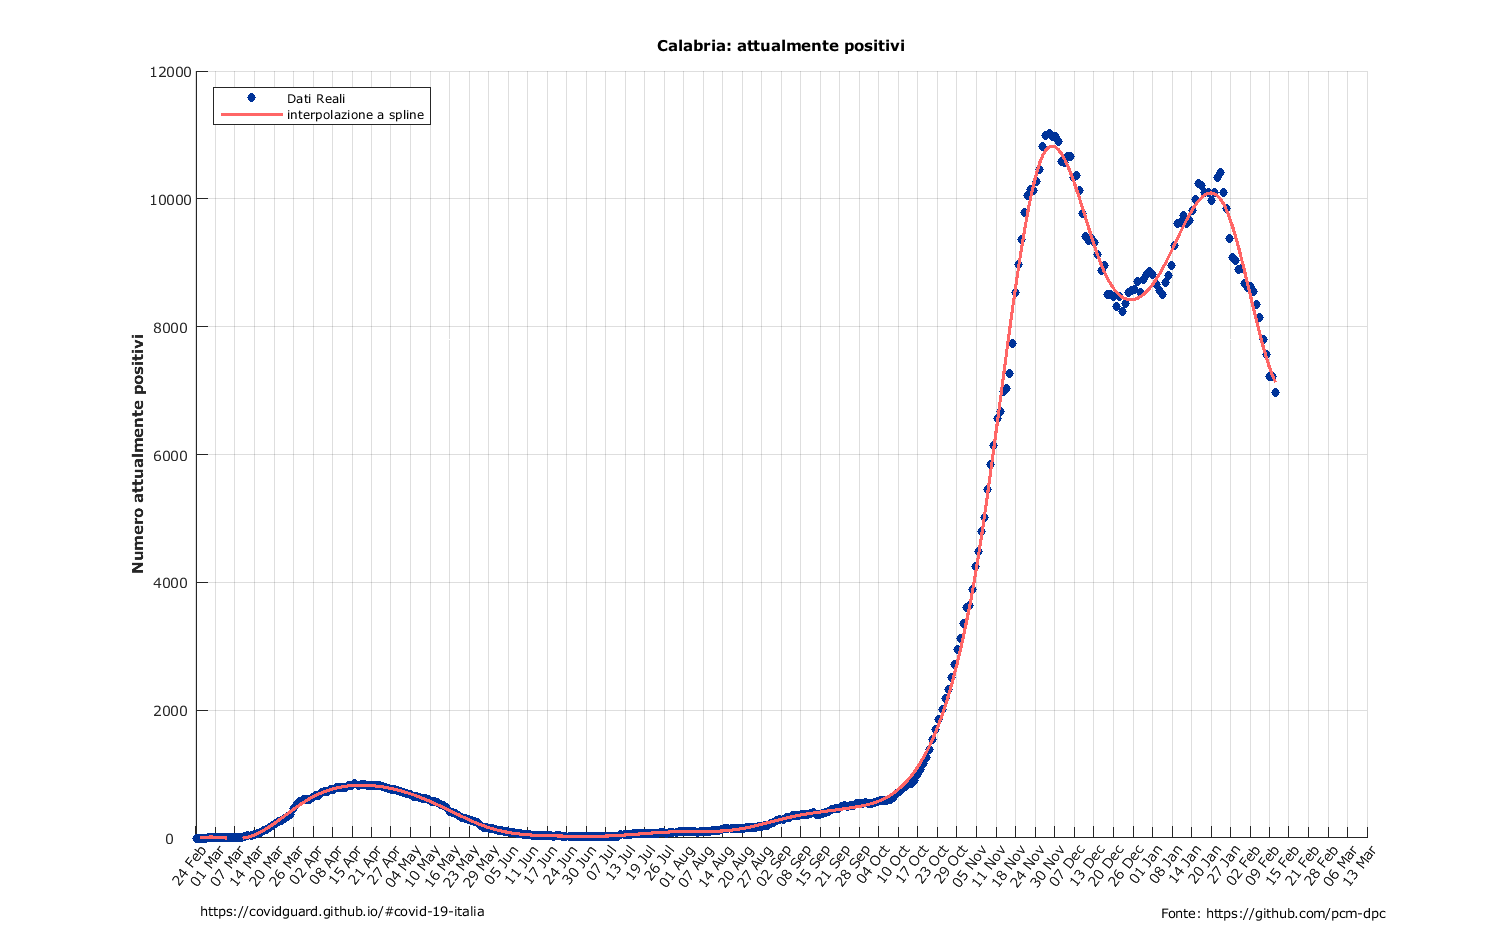 Calabria: attualmente positivi
12000
10000
8000
6000
4000
2000
0
Numero attualmente positivi
Dati Reali
interpolazione a spline
24 Feb
01 Mar
07 Mar
14 Mar
20 Mar
26 Mar
02 Apr
08 Apr
15 Apr
21 Apr
27 Apr
04 May
10 May
16 May
23 May
29 May
05 Jun
11 Jun
17 Jun
24 Jun
30 Jun
07 Jul
13 Jul
19 Jul
26 Jul
01 Aug
07 Aug
14 Aug
20 Aug
27 Aug
02 Sep
08 Sep
15 Sep
21 Sep
28 Oct
04 Oct
10 Oct
17 Oct
23 Oct
29 Oct
05 Nov
11 Nov
18 Nov
24 Nov
30 Dec
07 Dec
13 Dec
20 Dec
26 Dec
01 Jan
08 Jan
14 Jan
20 Jan
27 Feb
02 Feb
09 Feb
15 Feb
21 Feb
28 Feb
06 Mar
13 Mar
https://covidguard.github.io/#covid-19-italia
Fonte: https://github.com/pcm-dpc